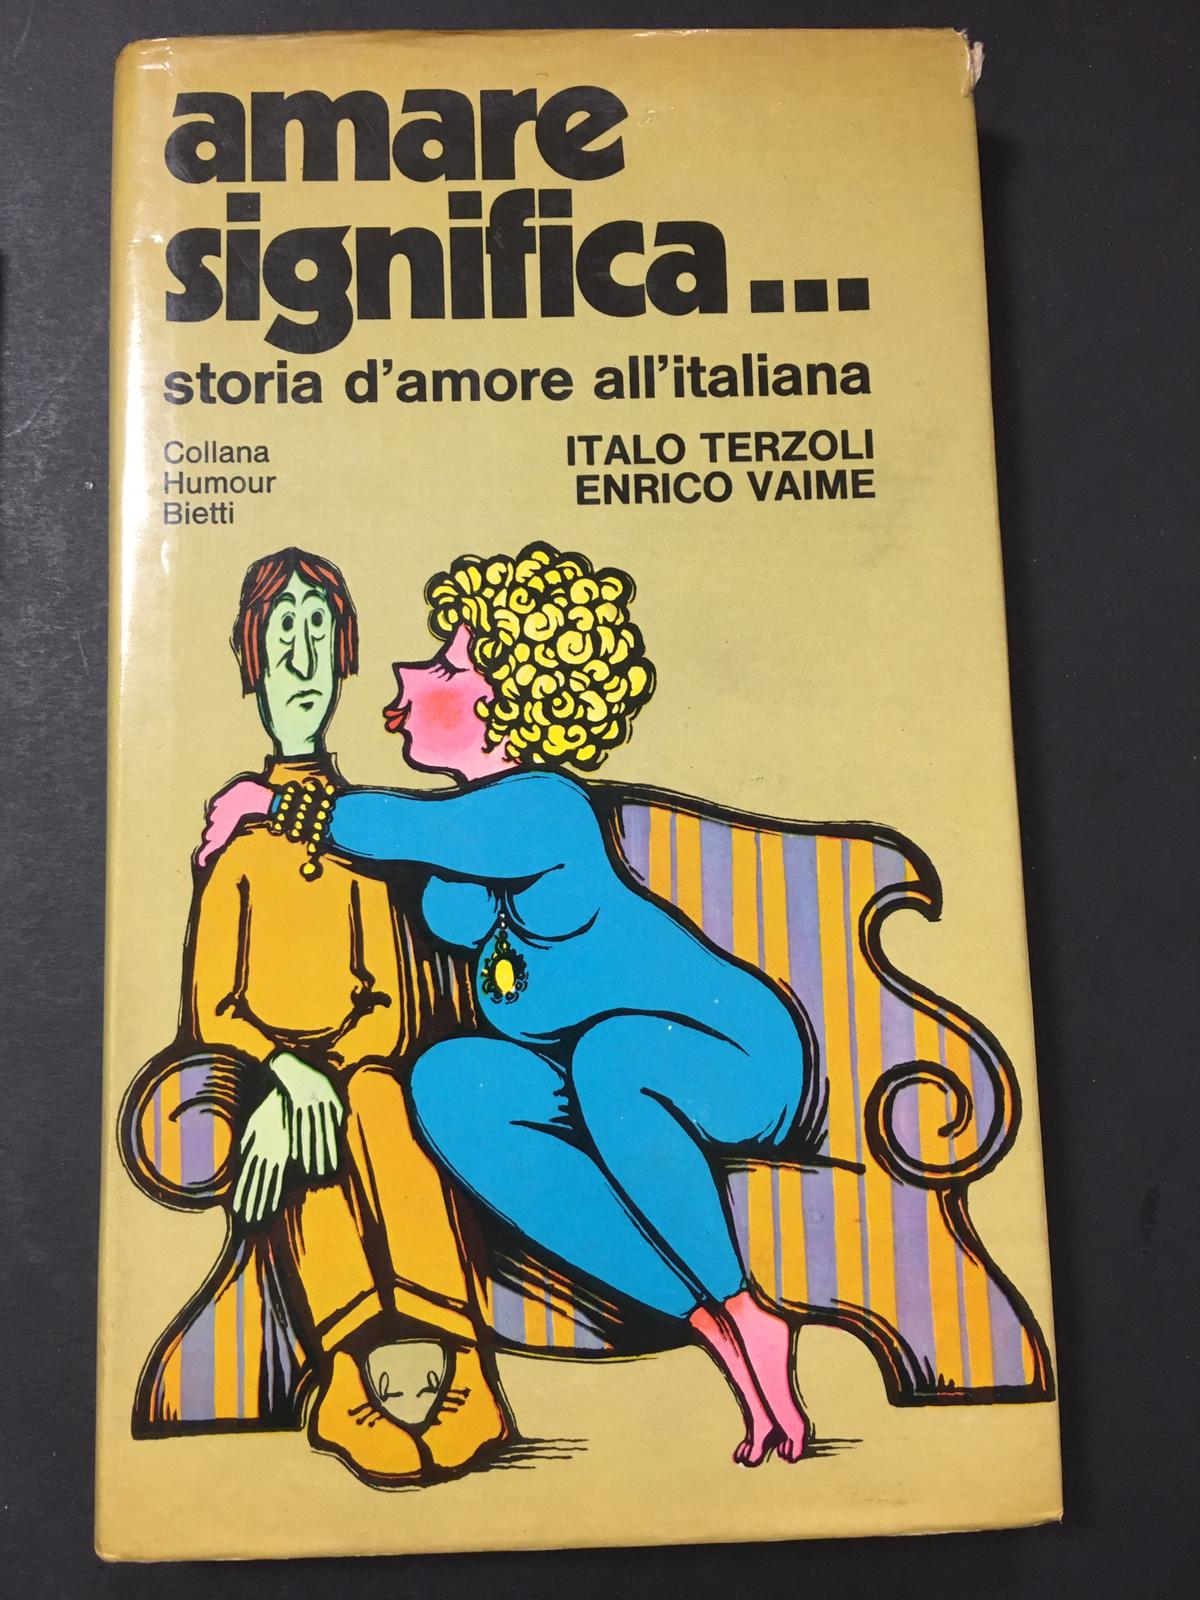 amare
significa...
storia d'amore all'italiana
Collana
Humour
Bietti
ITALO TERZOLI
ENRICO VAIME